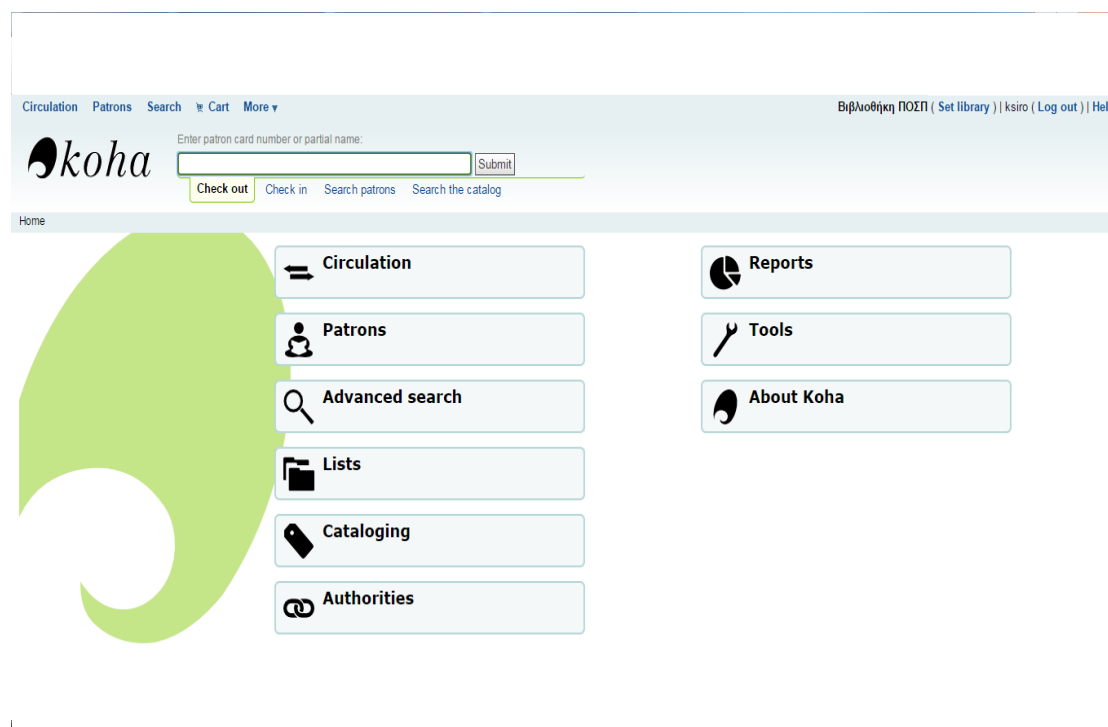 Circulation Patrons Search Cart More ▾ Βιβλιοθήκη ΠΟΣΠ ( Set library ) | ksiro ( Log out ) | Hel
koha
Enter patron card number or partial name:
Submit
Check out Check in Search patrons Search the catalog
Home
Circulation Reports
Patrons Tools
Advanced search About Koha
Lists
Cataloging
Authorities